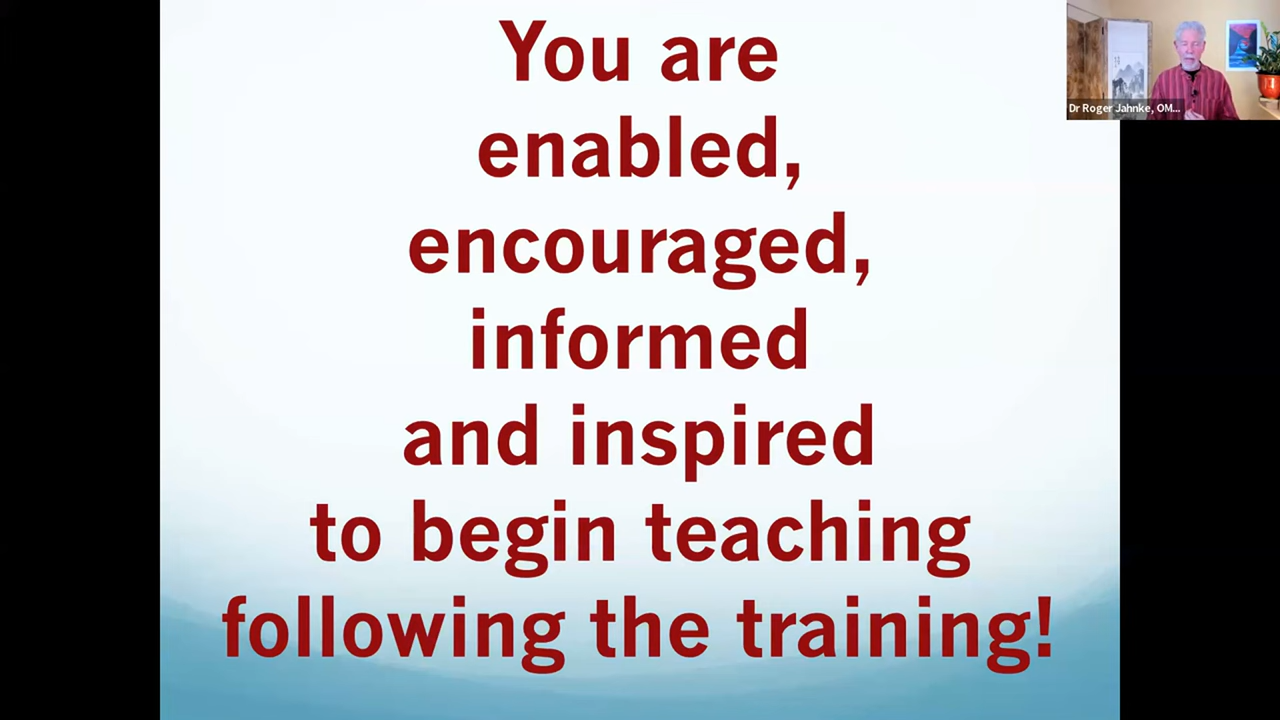 You are
enabled,
encouraged,
informed
and inspired
to begin teaching
following the training!
Dr Roger Jahnke, OM...